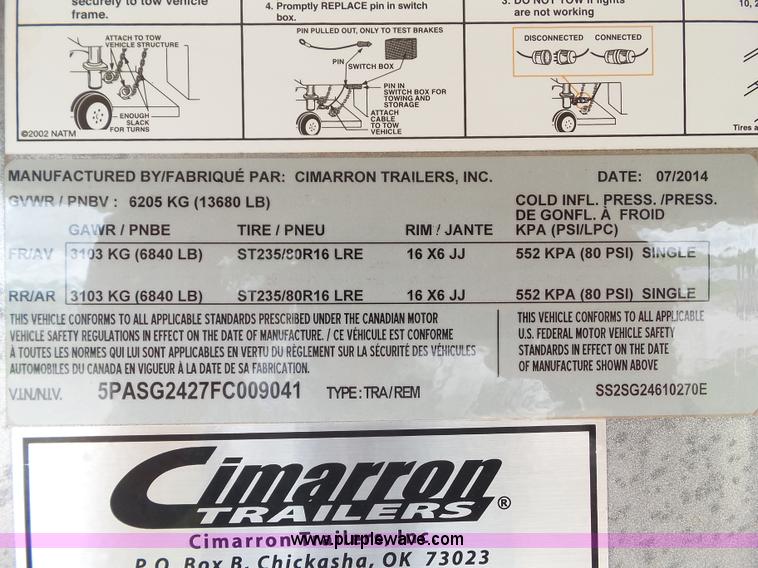 securely to tow vehicle
frame.
4. Promptly REPLACE pin in switch
box.
3. DO NOT TOW if lights
are not working
10, 2
ATTACH TO TOW
VEHICLE STRUCTURE
ENOUGH
SLACK
FOR TURNS
©2002 NATM
PIN PULLED OUT, ONLY TO TEST BRAKES
PIN
SWITCH BOX
PIN IN
SWITCH BOX FOR
TOWING AND
STORAGE
ATTACH
CABLE
TO TOW
VEHICLE
DISCONNECTED CONNECTED
Tires a
MANUFACTURED BY/FABRIQUÉ PAR: CIMARRON TRAILERS, INC. DATE: 07/2014
GVWR / PNBV : 6205 KG (13680 LB) COLD INFL. PRESS. /PRESS.
DE GONFL. À FROID
GAWR / PNBE TIRE / PNEU RIM / JANTE KPA (PSI/LPC)
FR/AV 3103 KG (6840 LB) ST235/80R16 LRE 16 X6 JJ 552 KPA (80 PSI) SINGLE
RR/AR 3103 KG (6840 LB) ST235/80R16 LRE 16 X6 JJ 552 KPA (80 PSI) SINGLE
THIS VEHICLE CONFORMS TO ALL APPLICABLE STANDARDS PRESCRIBED UNDER THE CANADIAN MOTOR
VEHICLE SAFETY REGULATIONS IN EFFECT ON THE DATE OF MANUFACTURE. / CE VÉHICULE EST CONFORME
À TOUTES LES NORMES QUI LUI SONT APPLICABLES EN VERTU DU RÈGLEMENT SUR LA SÉCURITÉ DES VÉHICULES
AUTOMOBILES DU CANADA EN VIGUEUR À LA DATE DE SA FABRICATION.
THIS VEHICLE CONFORMS TO ALL APPLICABLE
U.S. FEDERAL MOTOR VEHICLE SAFETY
STANDARDS IN EFFECT ON THE DATE
OF MANUFACTURE SHOWN ABOVE
V.I.N./N.I.V. 5PASG2427FC009041 TYPE: TRA/REM SS2SG24610270E
Cimarron
TRAILERS ®
Cimarron Trailers, Inc.
www.purplewave.com
P.O. Box B, Chickasha, OK 73023